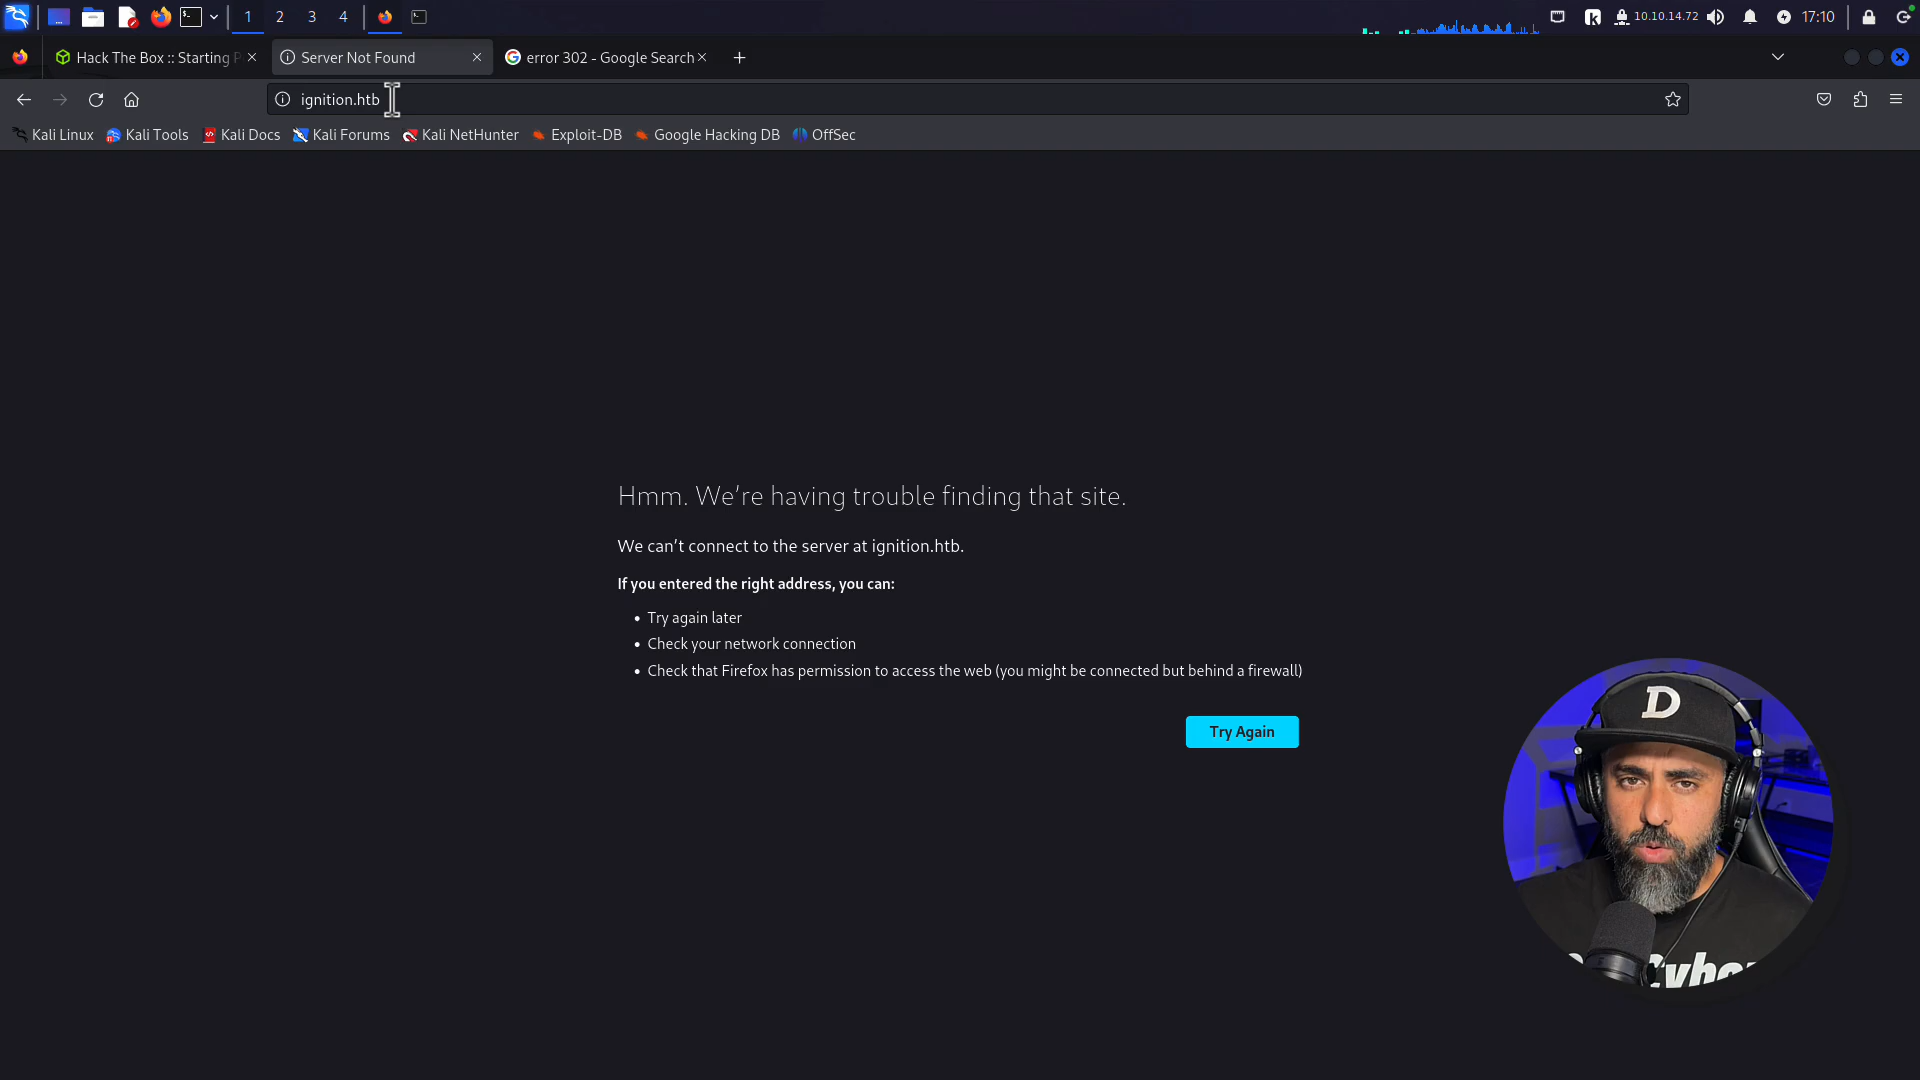 1
2
3
4
10.10.14.72
17:10
Hack The Box :: Starting P
Server Not Found
error 302 - Google Search
ignition.htb
Kali Linux
Kali Tools
Kali Docs
Kali Forums
Kali NetHunter
Exploit-DB
Google Hacking DB
OffSec
Hmm. We're having trouble finding that site.
We can't connect to the server at ignition.htb.
If you entered the right address, you can:
• Try again later
• Check your network connection
• Check that Firefox has permission to access the web (you might be connected but behind a firewall)
Try Again
D